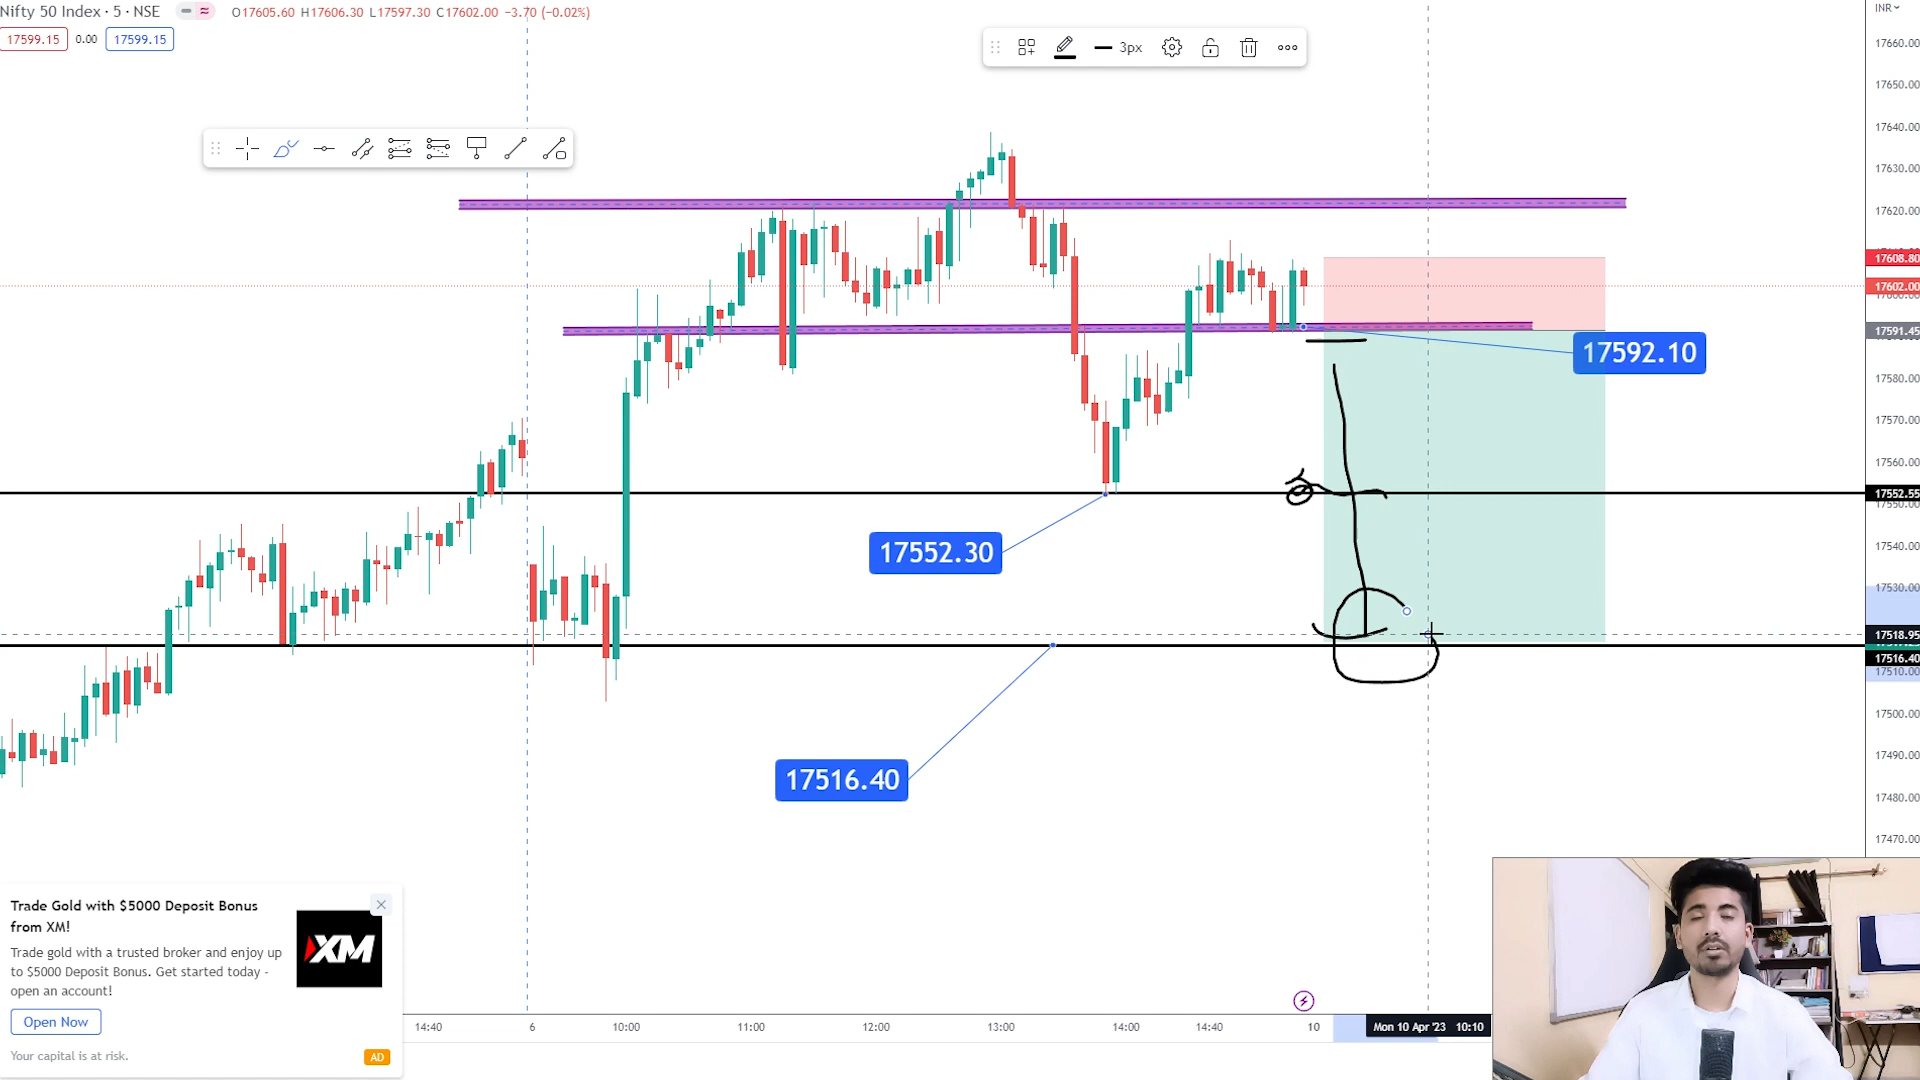 Nifty 50 Index · 5 · NSE
O17605.60 H17606.30 L17597.30 C17602.00 −3.70 (−0.02%)
INR
17599.15
0.00
17599.15
3px
17660.00
17650.00
17640.00
17630.00
17620.00
17608.80
17602.00
17591.45
17580.00
17570.00
17560.00
17552.55
17550.00
17540.00
17530.00
17518.95
17516.40
17510.00
17500.00
17490.00
17480.00
17470.00
17592.10
17552.30
17516.40
Trade Gold with $5000 Deposit Bonus
from XM!
Trade gold with a trusted broker and enjoy up
to $5000 Deposit Bonus. Get started today -
open an account!
Open Now
Your capital is at risk.
AD
XM
14:40
6
10:00
11:00
12:00
13:00
14:00
14:40
10
Mon 10 Apr '23 10:10